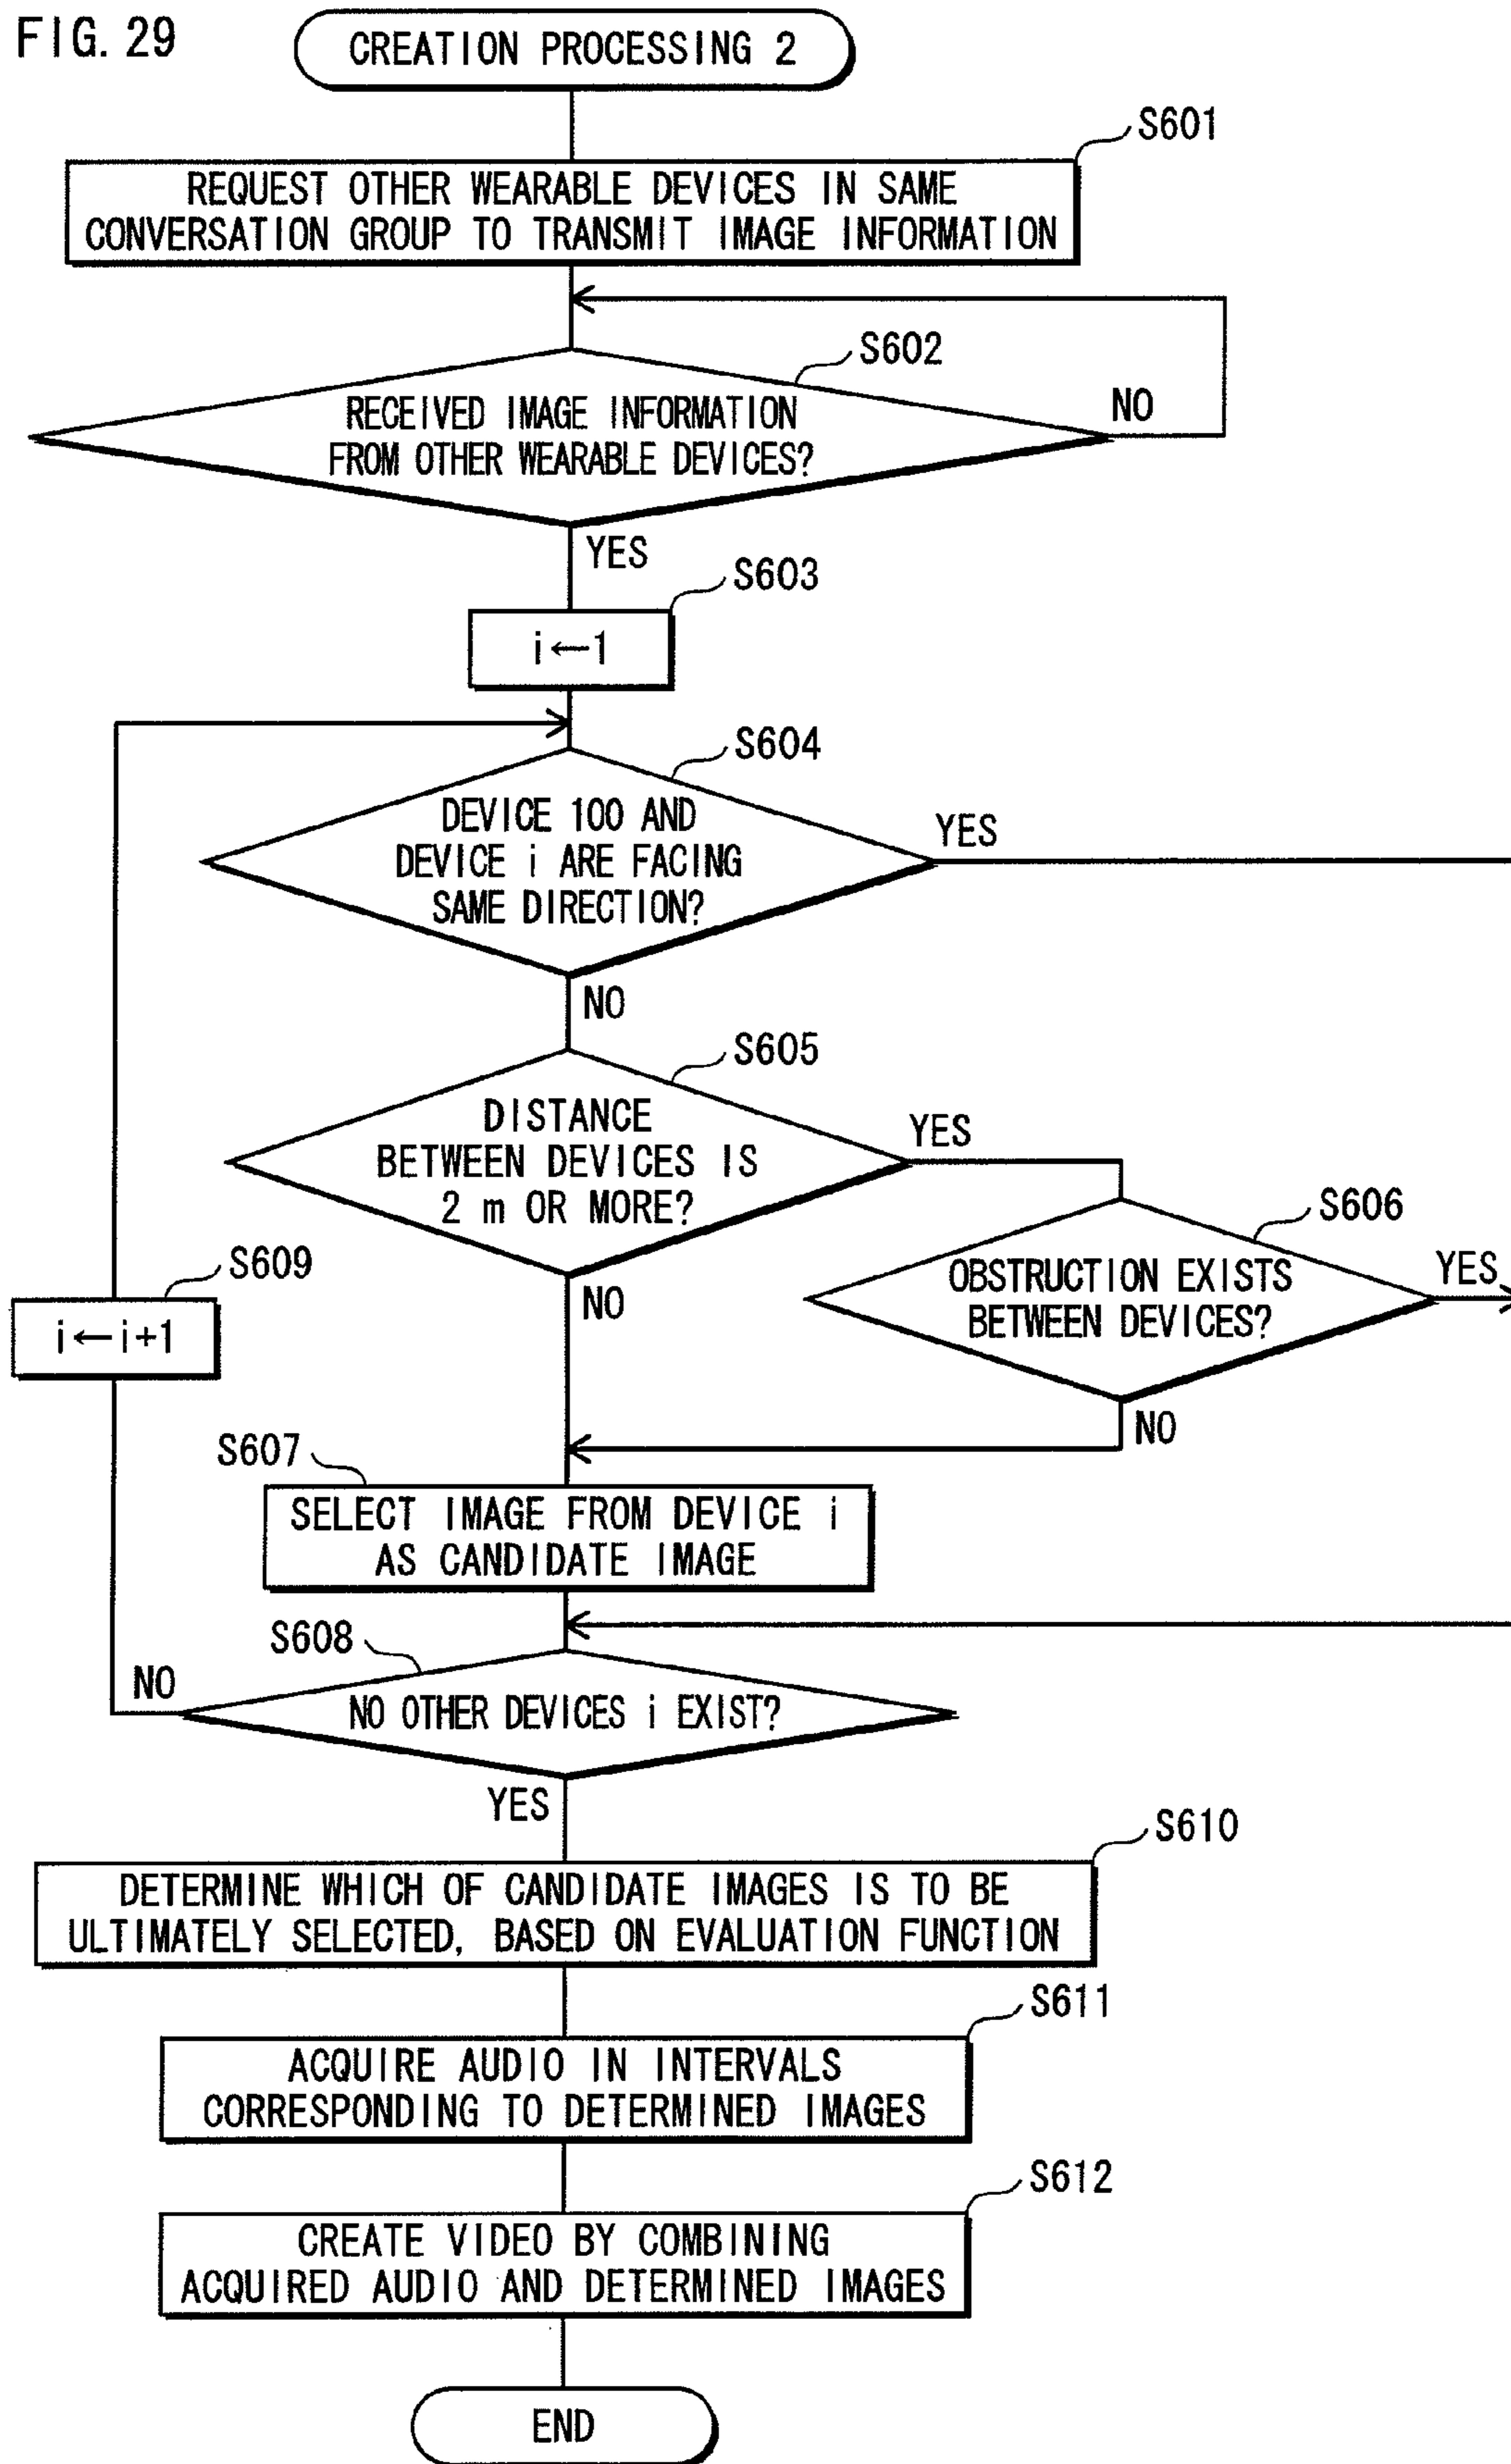 FIG. 29
CREATION PROCESSING 2
S601
REQUEST OTHER WEARABLE DEVICES IN SAME
CONVERSATION GROUP TO TRANSMIT IMAGE INFORMATION
S602
RECEIVED IMAGE INFORMATION
FROM OTHER WEARABLE DEVICES?
NO
YES
S603
i←1
S604
DEVICE 100 AND
DEVICE i ARE FACING
SAME DIRECTION?
YES
NO
S605
DISTANCE
BETWEEN DEVICES IS
2 m OR MORE?
YES
NO
S606
OBSTRUCTION EXISTS
BETWEEN DEVICES?
YES
NO
S609
i←i+1
S607
SELECT IMAGE FROM DEVICE i
AS CANDIDATE IMAGE
S608
NO OTHER DEVICES i EXIST?
NO
YES
S610
DETERMINE WHICH OF CANDIDATE IMAGES IS TO BE
ULTIMATELY SELECTED, BASED ON EVALUATION FUNCTION
S611
ACQUIRE AUDIO IN INTERVALS
CORRESPONDING TO DETERMINED IMAGES
S612
CREATE VIDEO BY COMBINING
ACQUIRED AUDIO AND DETERMINED IMAGES
END